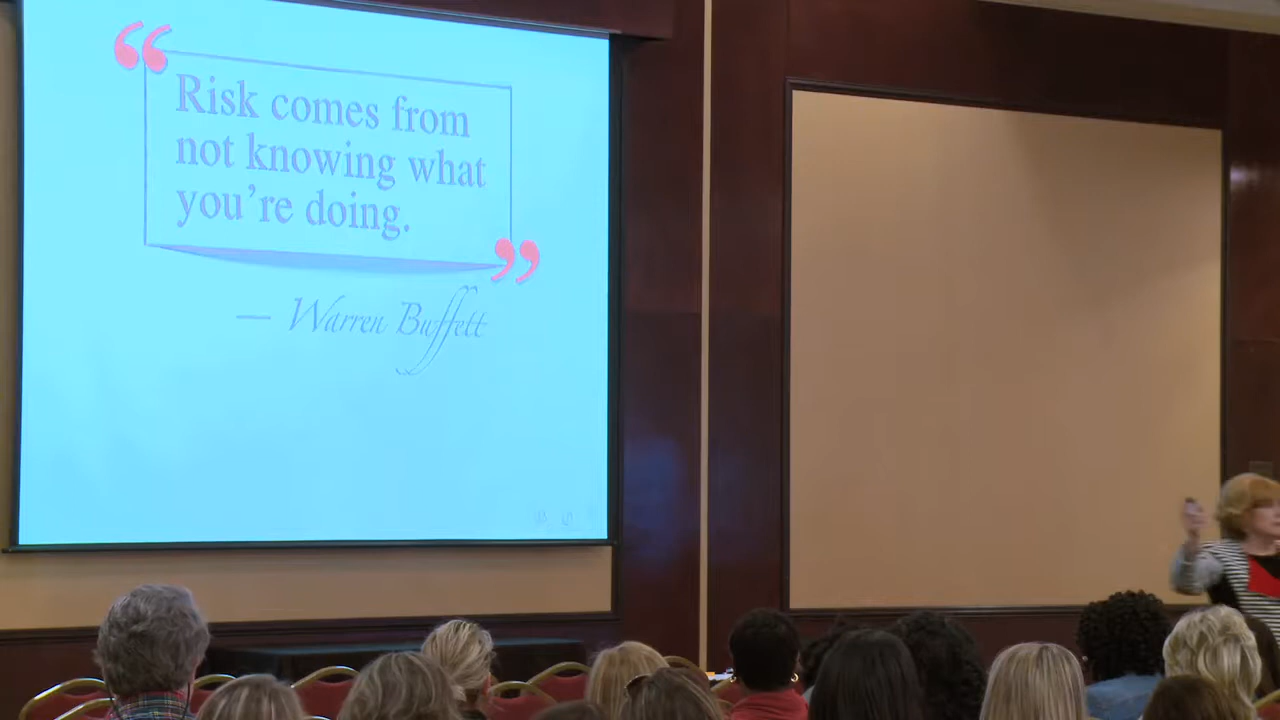 “Risk comes from
not knowing what
you’re doing.”
— Warren Buffett